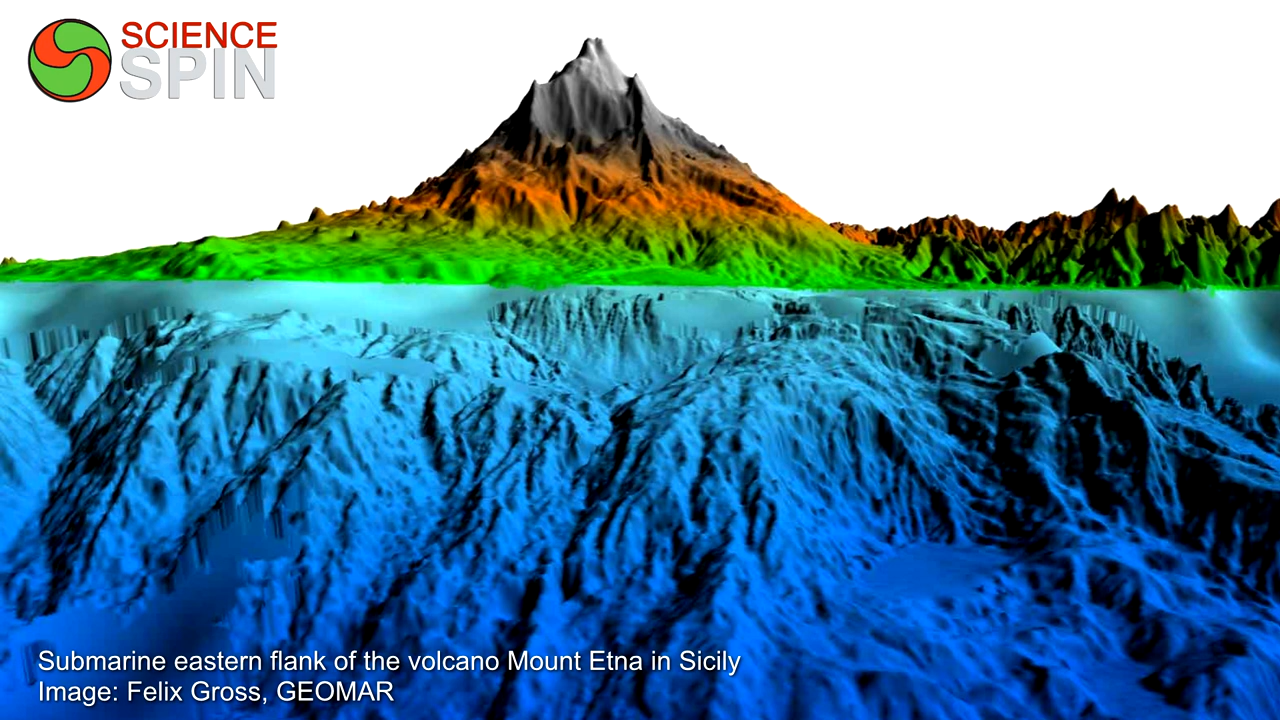 SCIENCE
SPIN
Submarine eastern flank of the volcano Mount Etna in Sicily
Image: Felix Gross, GEOMAR